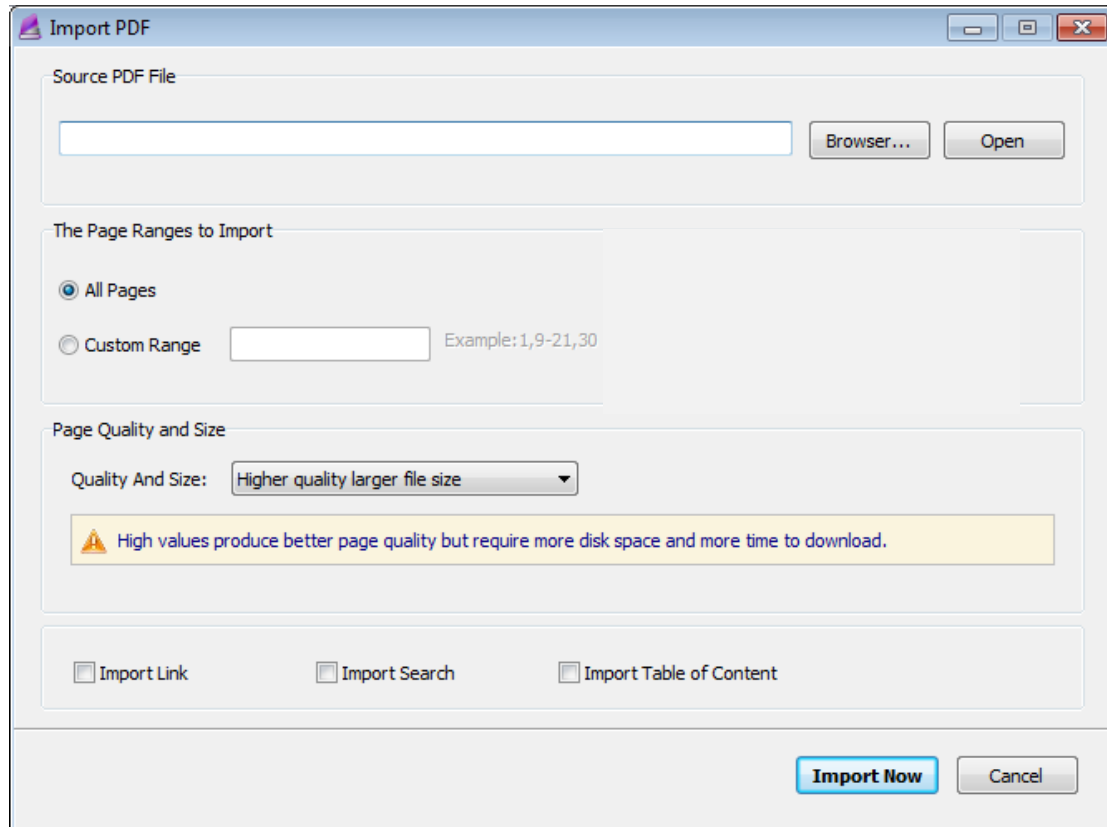 Import PDF
Source PDF File
Browser...
Open
The Page Ranges to Import
All Pages
Custom Range
Example:1,9-21,30
Page Quality and Size
Quality And Size:
Higher quality larger file size
High values produce better page quality but require more disk space and more time to download.
Import Link
Import Search
Import Table of Content
Import Now
Cancel